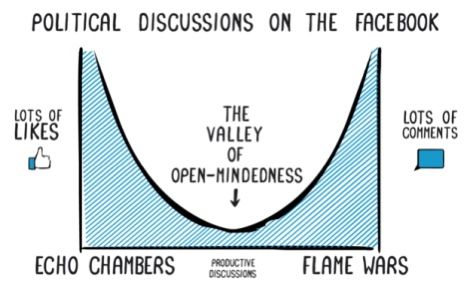 POLITICAL DISCUSSIONS ON THE FACEBOOK
LOTS OF
LIKES
THE
VALLEY
OF
OPEN-MINDEDNESS
LOTS OF
COMMENTS
ECHO CHAMBERS
PRODUCTIVE
DISCUSSIONS
FLAME WARS